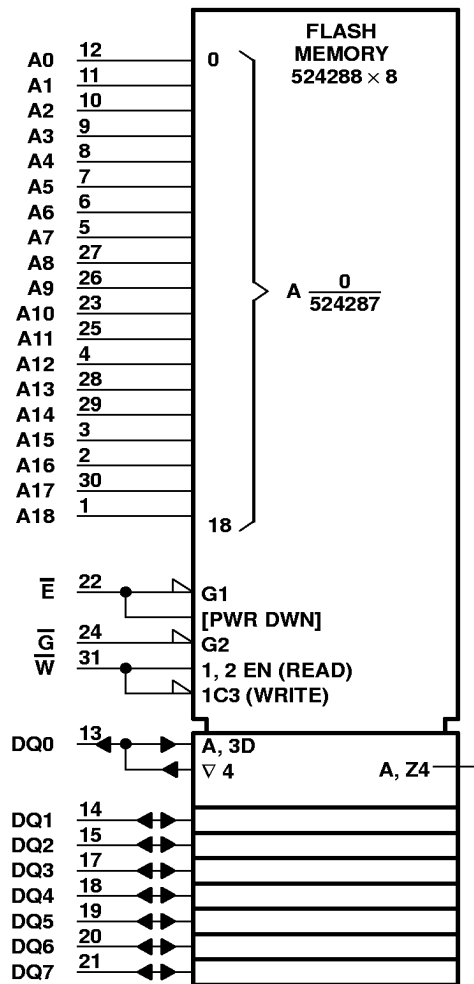 FLASH
MEMORY
524288 × 8
A0 12 0
A1 11
A2 10
A3 9
A4 8
A5 7
A6 6
A7 5
A8 27
A9 26
A 0
524287
A10 23
A11 25
A12 4
A13 28
A14 29
A15 3
A16 2
A17 30
A18 1
18
E̅ 22 G1
[PWR DWN]
G̅ 24 G2
W̅ 31 1, 2 EN (READ)
1C3 (WRITE)
DQ0 13 A, 3D
∇ 4 A, Z4
DQ1 14
DQ2 15
DQ3 17
DQ4 18
DQ5 19
DQ6 20
DQ7 21